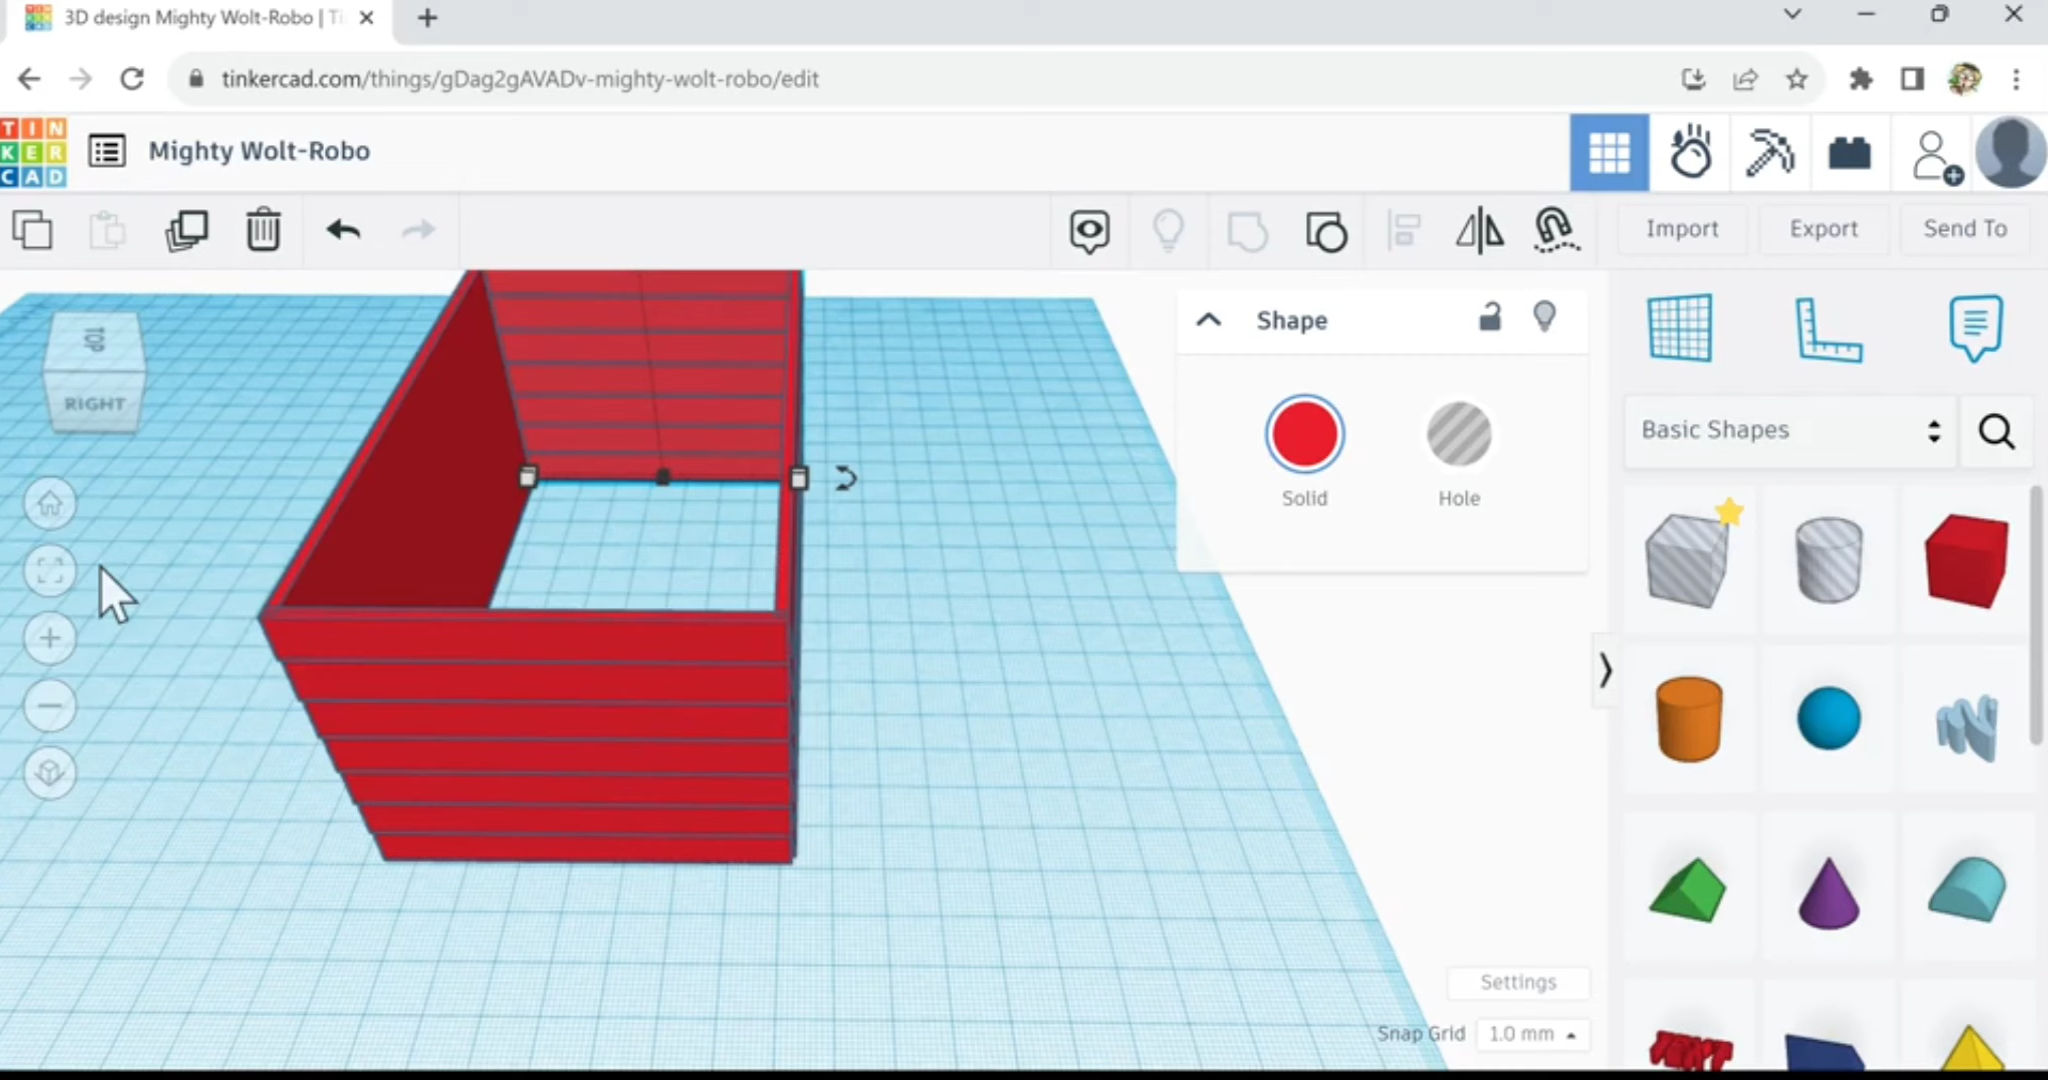 3D design Mighty Wolt-Robo | Ti
tinkercad.com/things/gDag2gAVADv-mighty-wolt-robo/edit
TIN
KER
CAD
Mighty Wolt-Robo
Import
Export
Send To
TOP
RIGHT
Shape
Solid
Hole
Basic Shapes
Settings
Snap Grid
1.0 mm